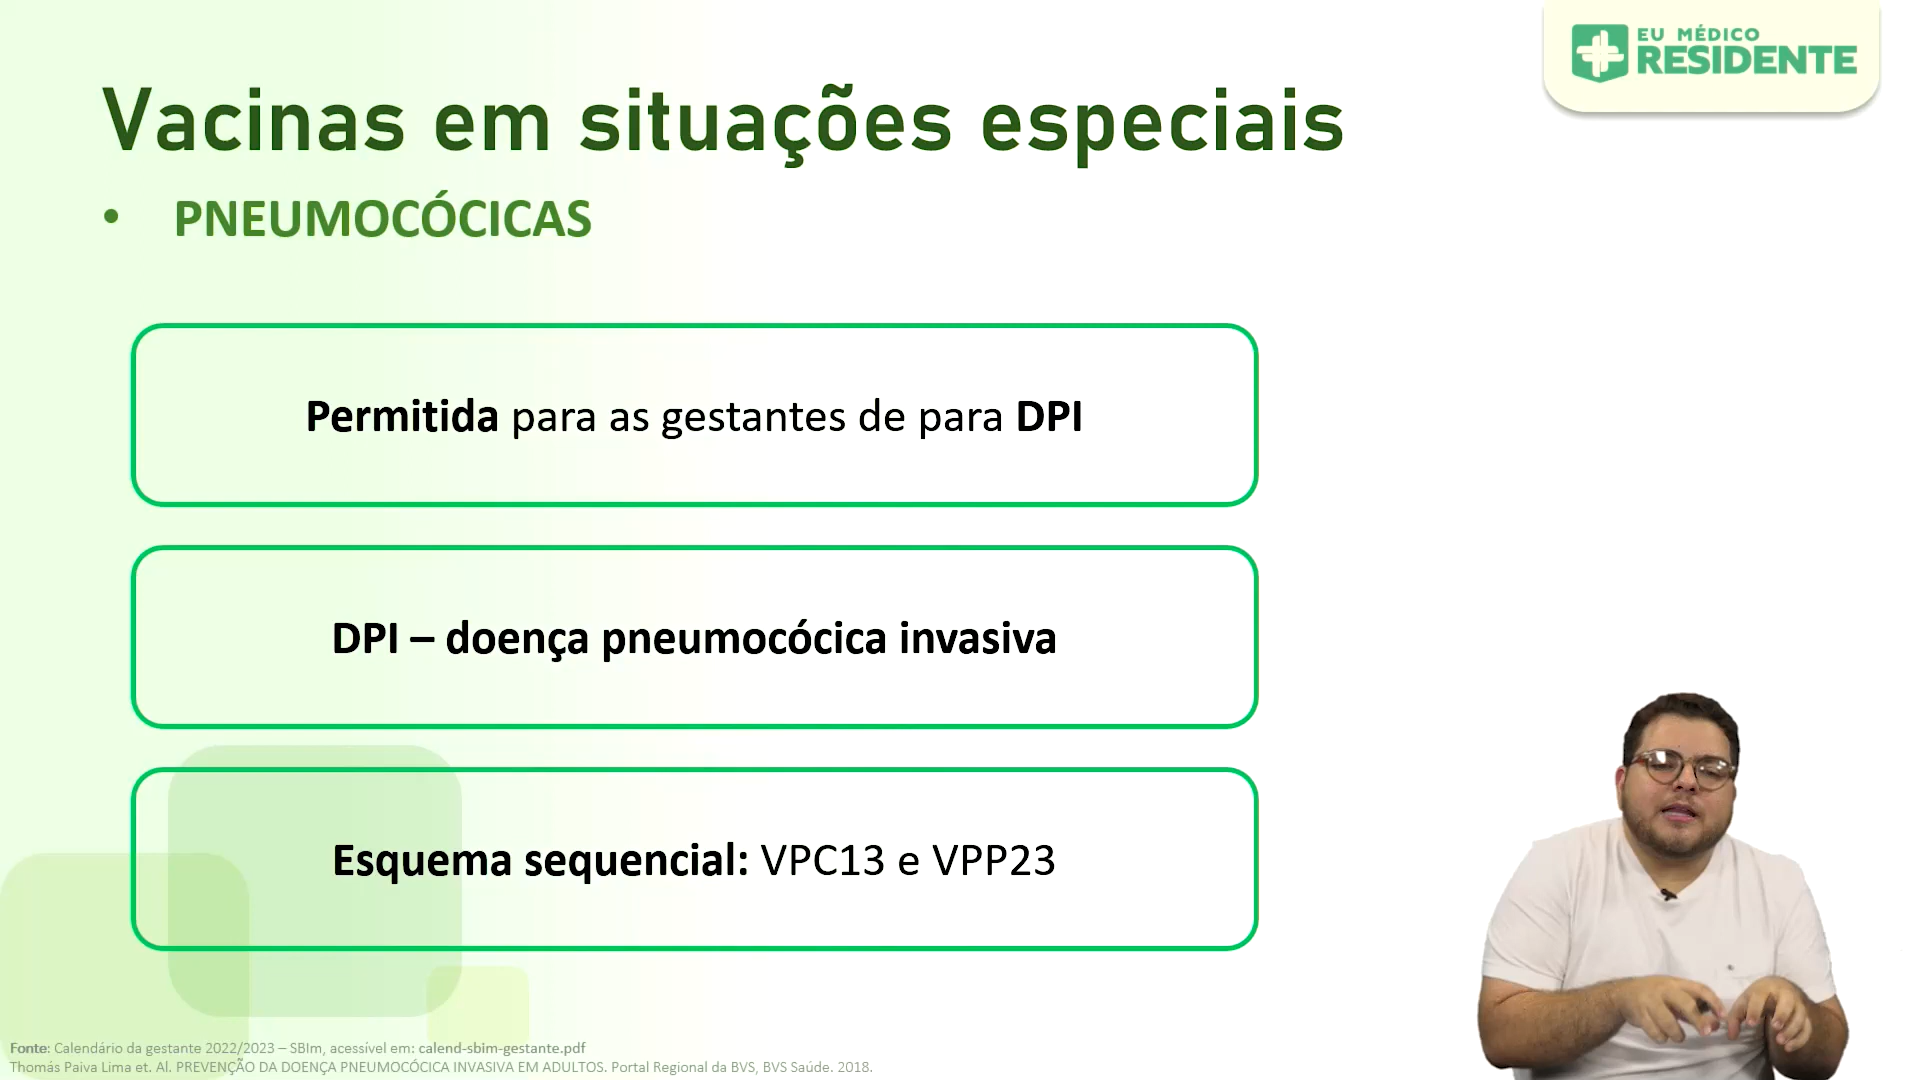 EU MÉDICO
RESIDENTE
Vacinas em situações especiais
• PNEUMOCÓCICAS
Permitida para as gestantes de para DPI
DPI – doença pneumocócica invasiva
Esquema sequencial: VPC13 e VPP23
Fonte: Calendário da gestante 2022/2023 – SBIm, acessível em: calend-sbim-gestante.pdf
Thomás Paiva Lima et. Al. PREVENÇÃO DA DOENÇA PNEUMOCÓCICA INVASIVA EM ADULTOS. Portal Regional da BVS, BVS Saúde. 2018.